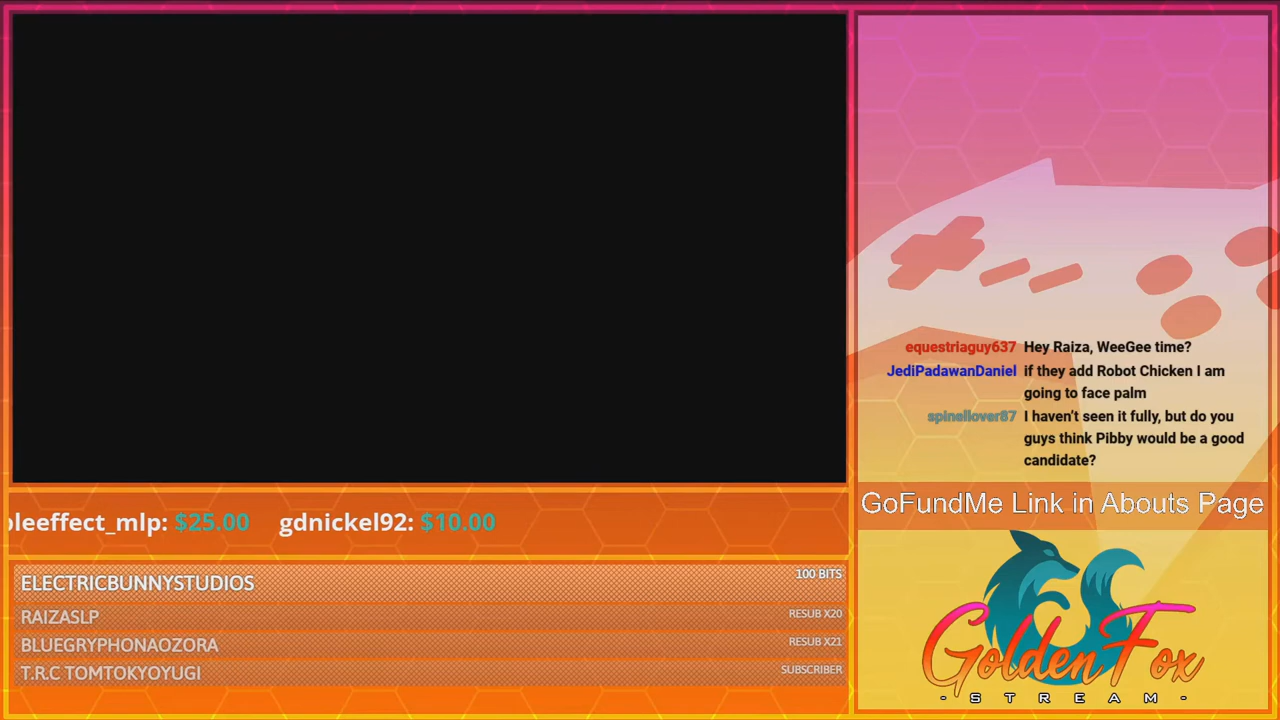 equestriaguy637 Hey Raiza, WeeGee time?
JediPadawanDaniel if they add Robot Chicken I am
going to face palm
spinellover87 I haven't seen it fully, but do you
guys think Pibby would be a good
candidate?
GoFundMe Link in Abouts Page
pleeffect_mlp: $25.00 gdnickel92: $10.00
ELECTRICBUNNYSTUDIOS 100 BITS
RAIZASLP RESUB X20
BLUEGRYPHONAOZORA RESUB X21
T.R.C TOMTOKYOYUGI SUBSCRIBER
GoldenFox
- STREAM -